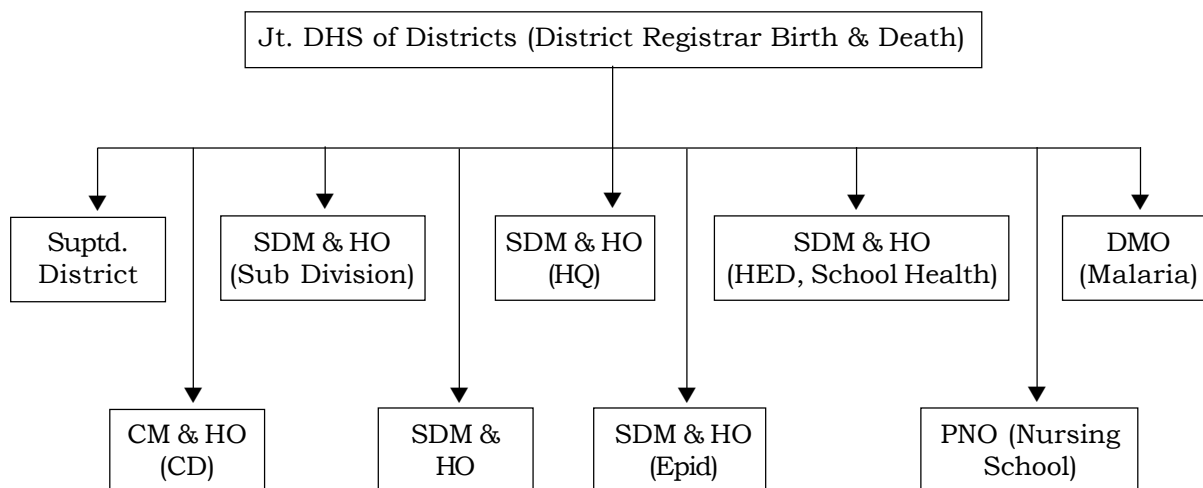 Jt. DHS of Districts (District Registrar Birth & Death)
Suptd.
District
SDM & HO
(Sub Division)
SDM & HO
(HQ)
SDM & HO
(HED, School Health)
DMO
(Malaria)
CM & HO
(CD)
SDM &
HO
SDM & HO
(Epid)
PNO (Nursing
School)